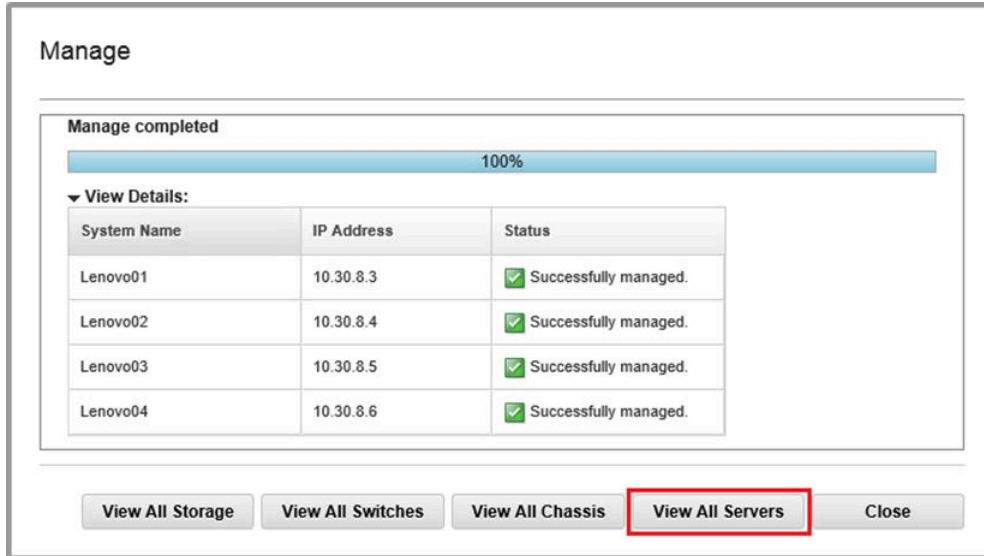 Manage
Manage completed
100%
View Details:
System Name IP Address Status
Lenovo01 10.30.8.3 Successfully managed.
Lenovo02 10.30.8.4 Successfully managed.
Lenovo03 10.30.8.5 Successfully managed.
Lenovo04 10.30.8.6 Successfully managed.
View All Storage View All Switches View All Chassis View All Servers Close